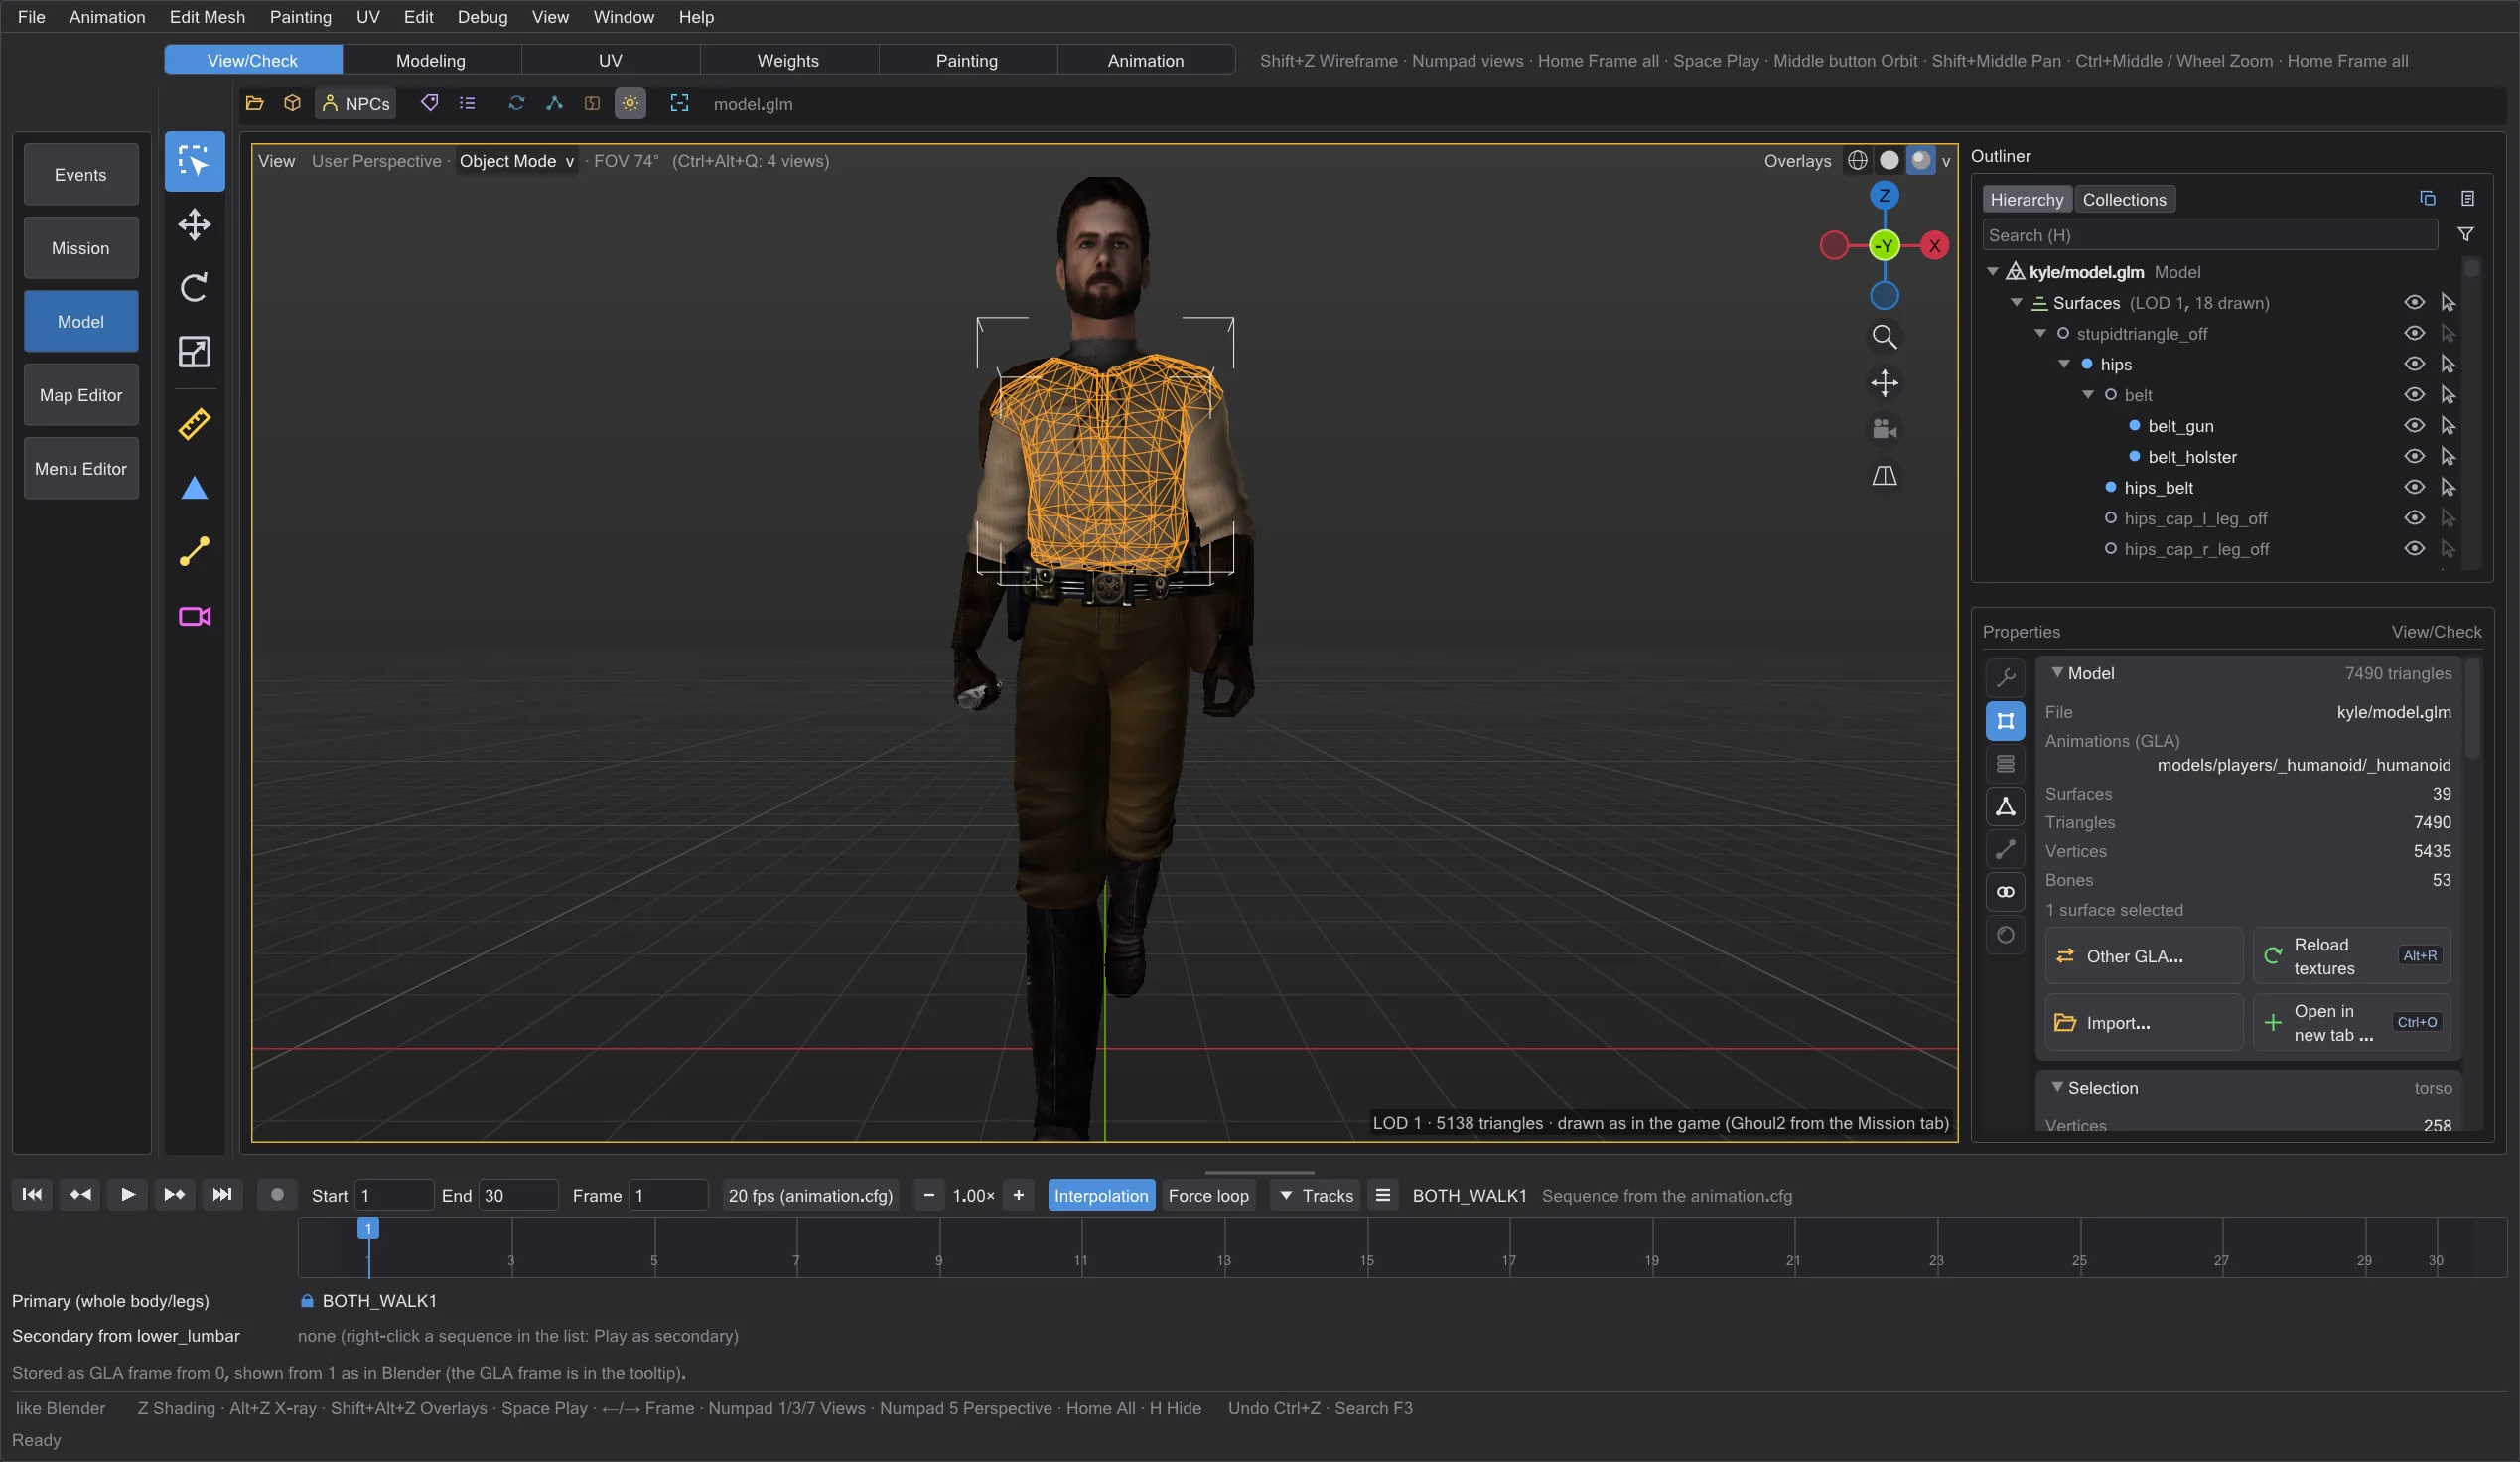 File Animation Edit Mesh Painting UV Edit Debug View Window Help
View/Check Modeling UV Weights Painting Animation Shift+Z Wireframe · Numpad views · Home Frame all · Space Play · Middle button Orbit · Shift+Middle Pan · Ctrl+Middle / Wheel Zoom · Home Frame all
NPCs model.glm
Events
Mission
Model
Map Editor
Menu Editor
View User Perspective · Object Mode v · FOV 74° (Ctrl+Alt+Q: 4 views) Overlays v
Z
-Y X
LOD 1 · 5138 triangles · drawn as in the game (Ghoul2 from the Mission tab)
Outliner
Hierarchy Collections
Search (H)
kyle/model.glm Model
Surfaces (LOD 1, 18 drawn)
stupidtriangle_off
hips
belt
belt_gun
belt_holster
hips_belt
hips_cap_l_leg_off
hips_cap_r_leg_off
Properties View/Check
Model 7490 triangles
File kyle/model.glm
Animations (GLA)
models/players/_humanoid/_humanoid
Surfaces 39
Triangles 7490
Vertices 5435
Bones 53
1 surface selected
Other GLA... Reload textures Alt+R
Import... Open in new tab ... Ctrl+O
Selection torso
Vertices 258
Start 1 End 30 Frame 1 20 fps (animation.cfg) − 1.00× + Interpolation Force loop Tracks BOTH_WALK1 Sequence from the animation.cfg
1
1 3 5 7 9 11 13 15 17 19 21 23 25 27 29 30
Primary (whole body/legs) BOTH_WALK1
Secondary from lower_lumbar none (right-click a sequence in the list: Play as secondary)
Stored as GLA frame from 0, shown from 1 as in Blender (the GLA frame is in the tooltip).
like Blender Z Shading · Alt+Z X-ray · Shift+Alt+Z Overlays · Space Play · ←/→ Frame · Numpad 1/3/7 Views · Numpad 5 Perspective · Home All · H Hide Undo Ctrl+Z · Search F3
Ready